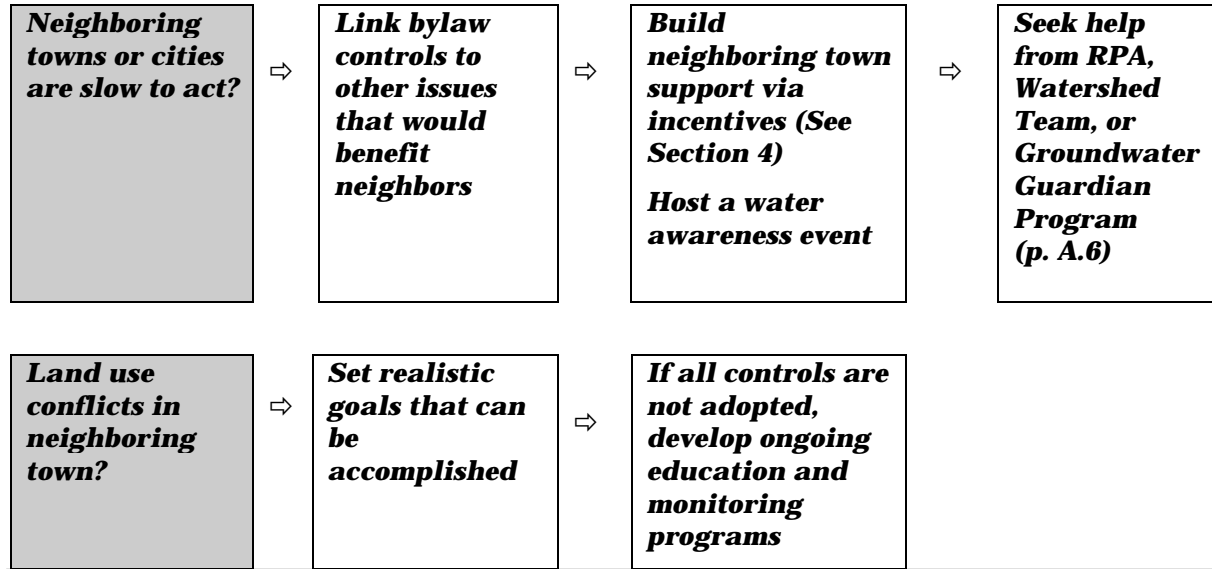 Neighboring
towns or cities
are slow to act?
⇨
Link bylaw
controls to
other issues
that would
benefit
neighbors
⇨
Build
neighboring town
support via
incentives (See
Section 4)
Host a water
awareness event
⇨
Seek help
from RPA,
Watershed
Team, or
Groundwater
Guardian
Program
(p. A.6)
Land use
conflicts in
neighboring
town?
⇨
Set realistic
goals that can
be
accomplished
⇨
If all controls are
not adopted,
develop ongoing
education and
monitoring
programs